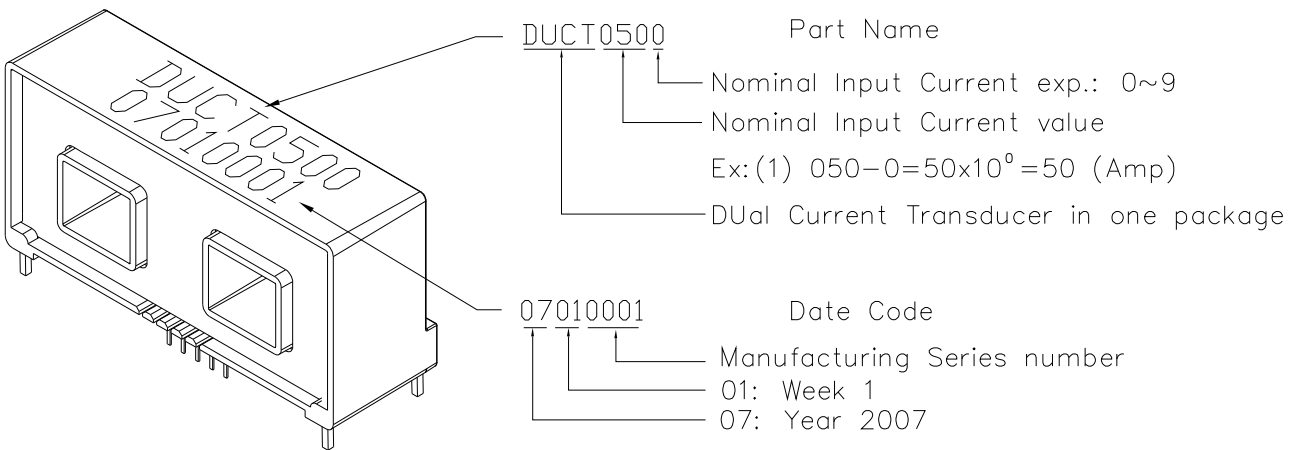 DUCT0500
07010001
DUCT0500 Part Name
Nominal Input Current exp.: 0~9
Nominal Input Current value
Ex:(1) 050-0=50x10⁰=50 (Amp)
DUal Current Transducer in one package
07010001 Date Code
Manufacturing Series number
01: Week 1
07: Year 2007